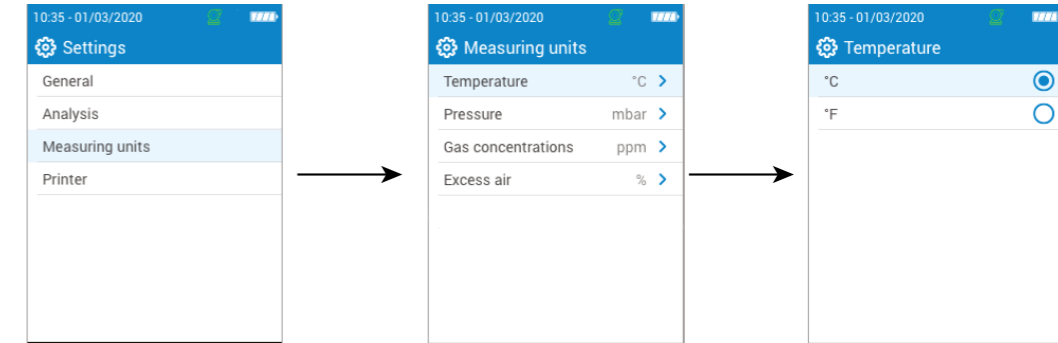 10:35 - 01/03/2020
Settings
General
Analysis
Measuring units
Printer
10:35 - 01/03/2020
Measuring units
Temperature °C
Pressure mbar
Gas concentrations ppm
Excess air %
10:35 - 01/03/2020
Temperature
°C
°F